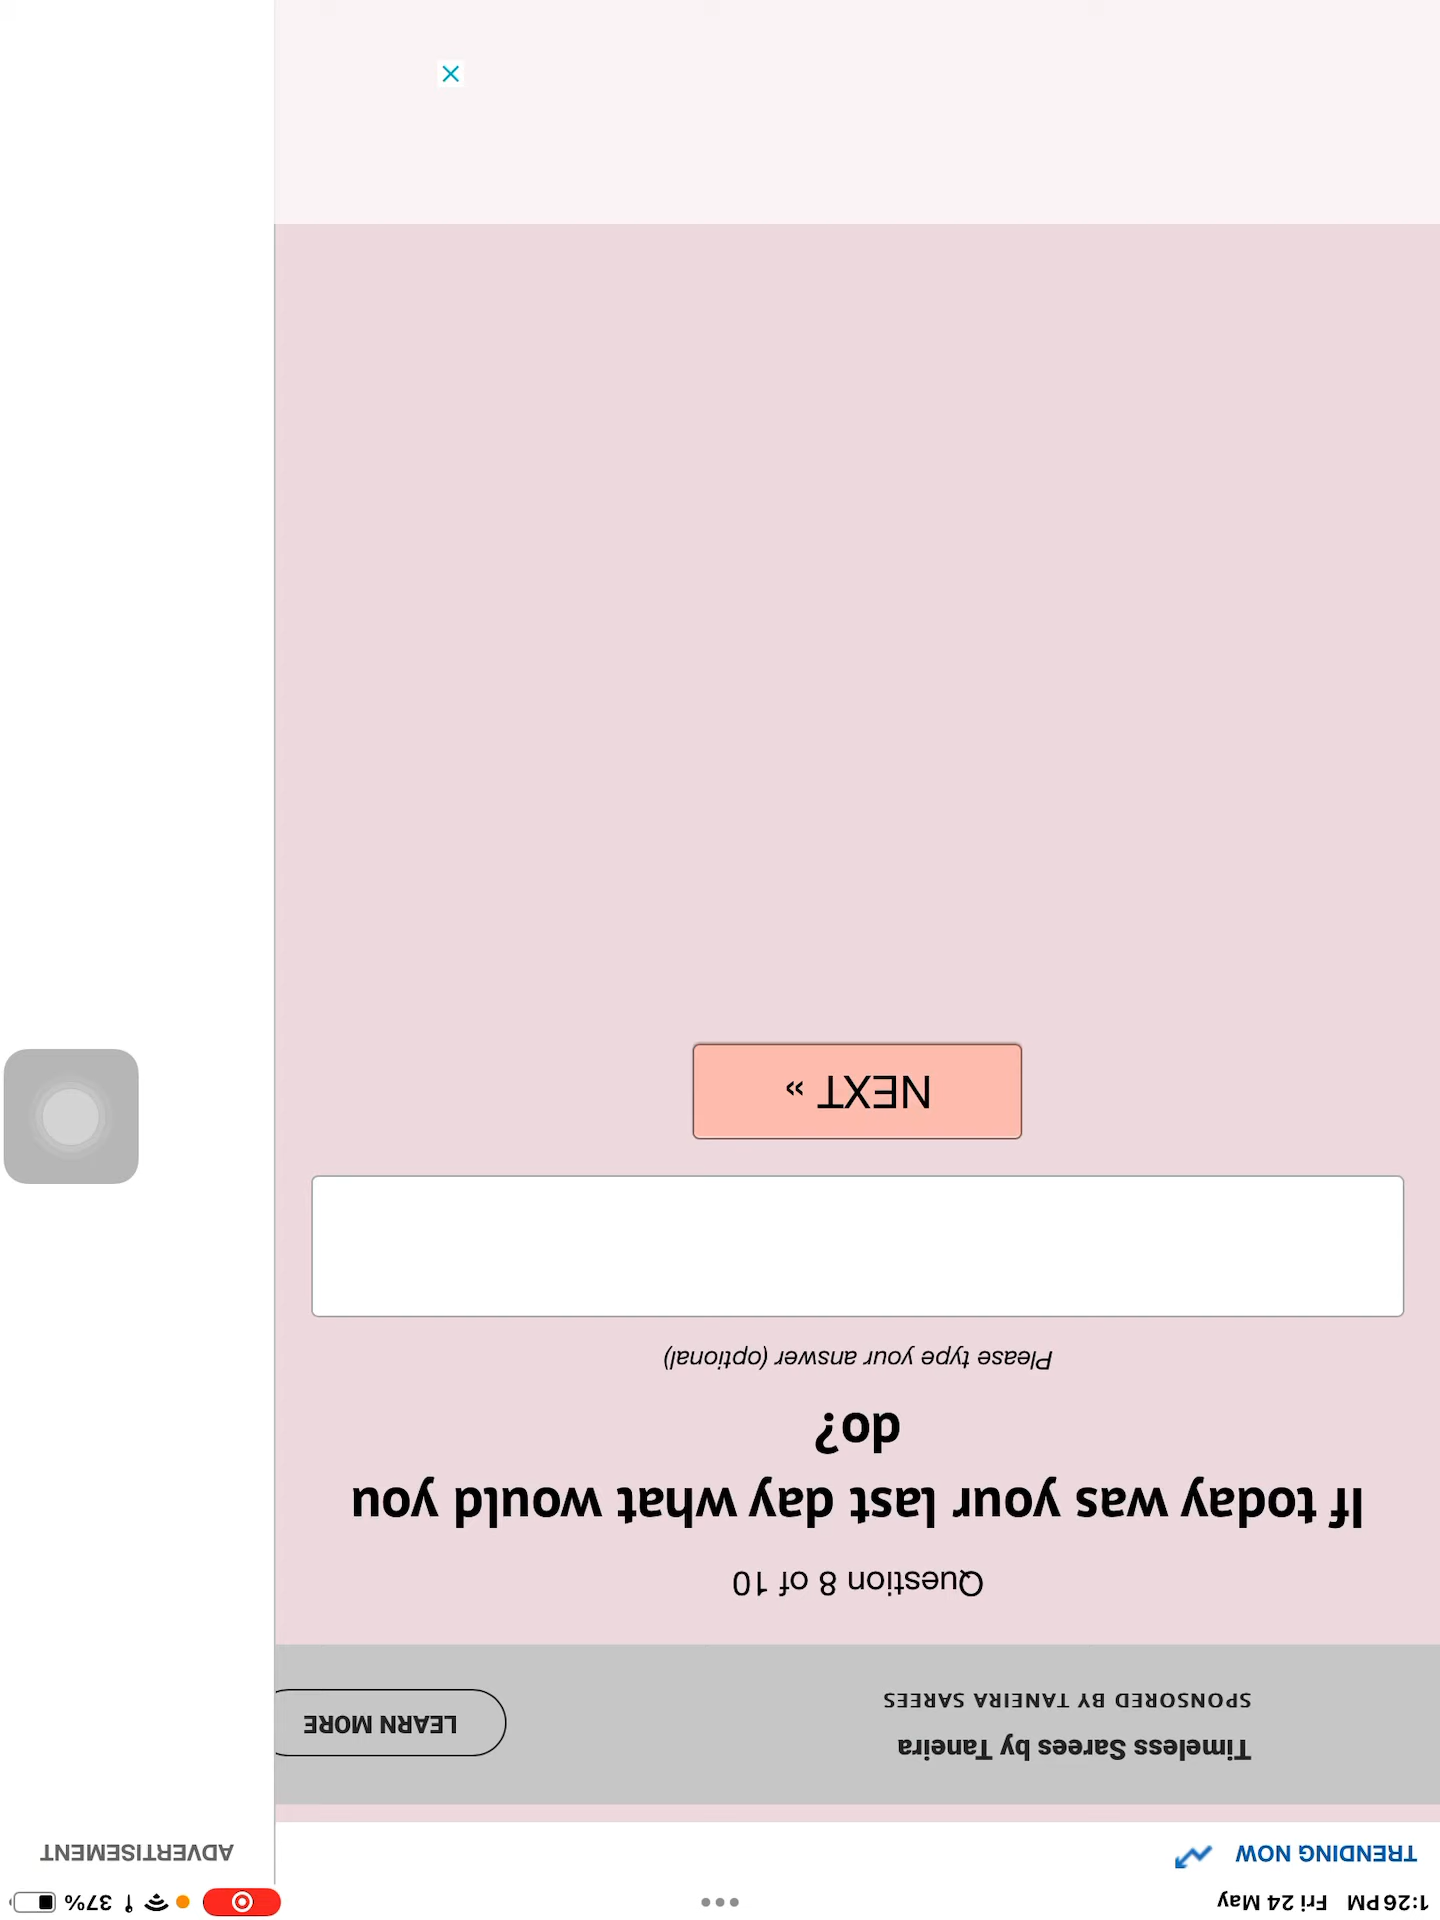 1:26 PM Fri 24 May
37%
TRENDING NOW
ADVERTISEMENT
Timeless Sarees by Taneira
SPONSORED BY TANEIRA SAREES
LEARN MORE
Question 8 of 10
If today was your last day what would you
do?
Please type your answer (optional)
NEXT »